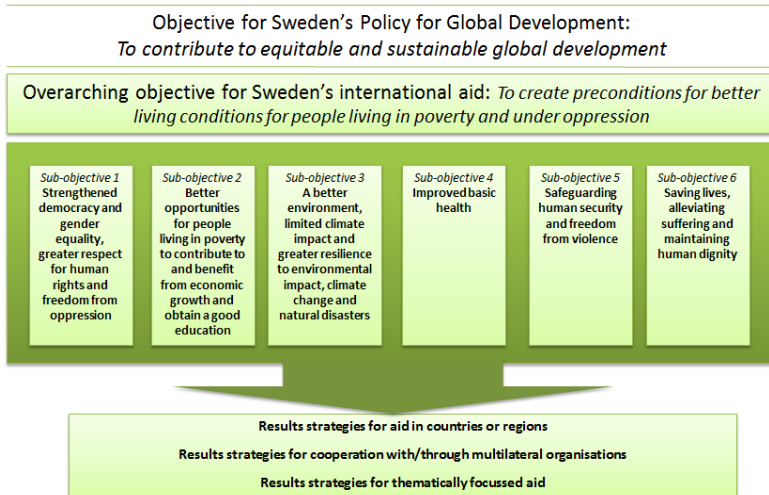 Objective for Sweden's Policy for Global Development:
To contribute to equitable and sustainable global development
Overarching objective for Sweden's international aid: To create preconditions for better
living conditions for people living in poverty and under oppression
Sub-objective 1
Strengthened
democracy and
gender
equality,
greater respect
for human
rights and
freedom from
oppression
Sub-objective 2
Better
opportunities
for people
living in poverty
to contribute to
and benefit
from economic
growth and
obtain a good
education
Sub-objective 3
A better
environment,
limited climate
impact and
greater resilience
to environmental
impact, climate
change and
natural disasters
Sub-objective 4
Improved basic
health
Sub-objective 5
Safeguarding
human security
and freedom
from violence
Sub-objective 6
Saving lives,
alleviating
suffering and
maintaining
human dignity
Results strategies for aid in countries or regions
Results strategies for cooperation with/through multilateral organisations
Results strategies for thematically focussed aid